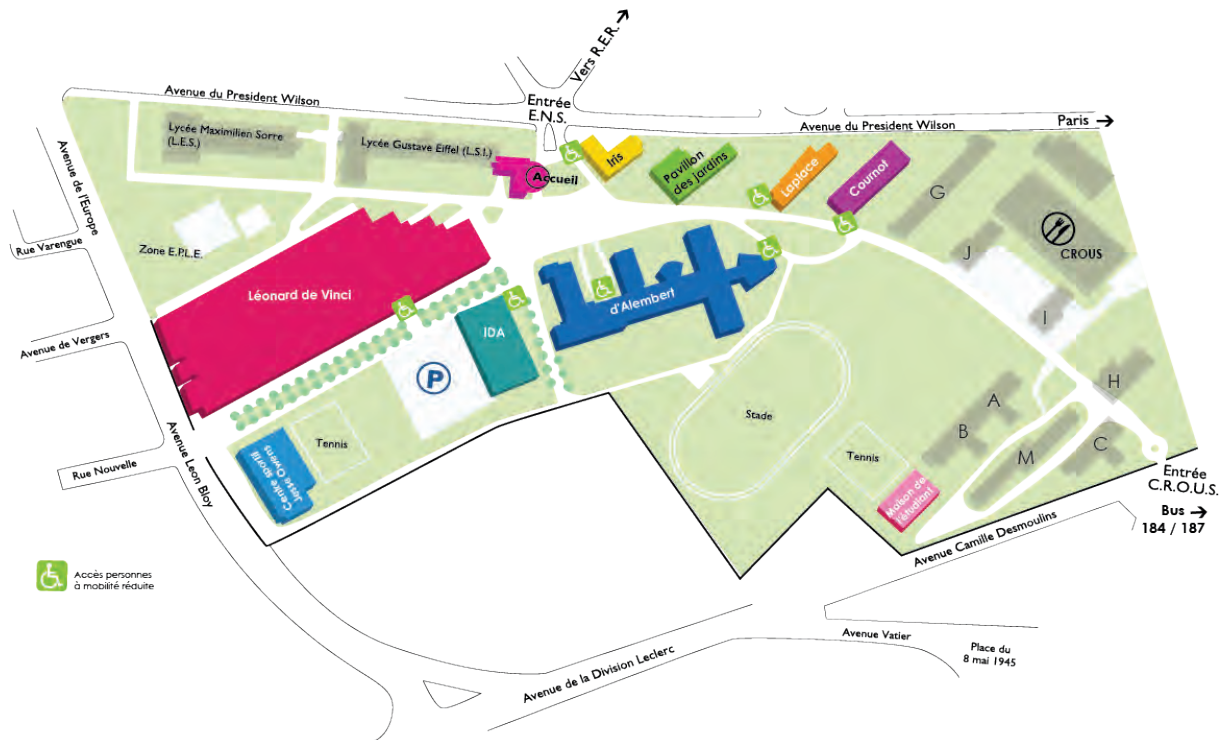 Vers R.E.R.
Avenue du President Wilson
Entrée
E.N.S.
Avenue du President Wilson
Paris
Lycée Maximilien Sorre
(L.E.S.)
Lycée Gustave Eiffel (L.S.I.)
Accueil
Iris
Pavillon
des jardins
Laplace
Cournot
G
J
CROUS
I
H
Avenue de l'Europe
Rue Varengue
Zone E.P.L.E.
Léonard de Vinci
d'Alembert
IDA
P
Avenue de Vergers
Stade
Tennis
Tennis
A
B
M
C
Centre sportif
Jesse Owens
Maison de
l'étudiant
Rue Nouvelle
Avenue Leon Bloy
Entrée
C.R.O.U.S.
Bus
184 / 187
Avenue Camille Desmoulins
Accès personnes
à mobilité réduite
Avenue Vatier
Place du
8 mai 1945
Avenue de la Division Leclerc